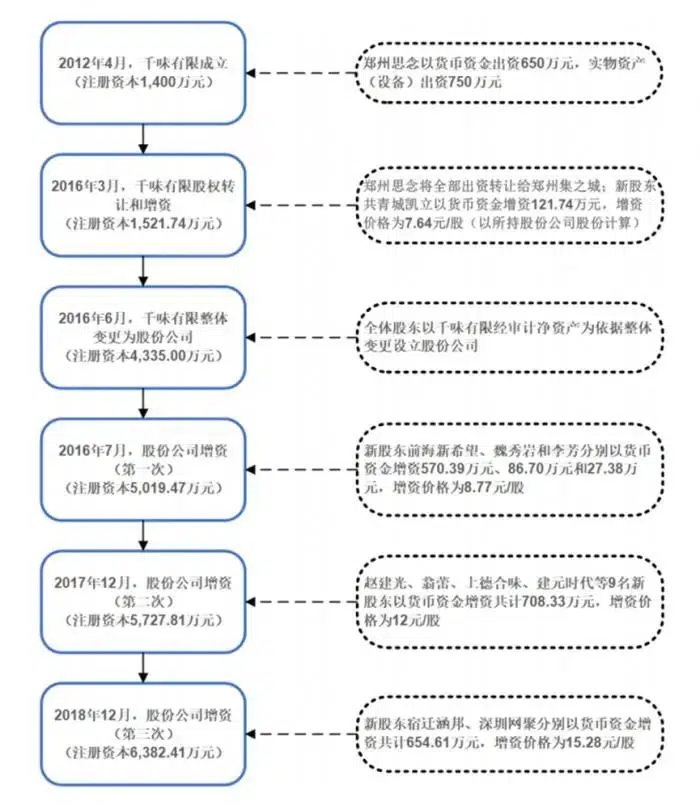 2012年4月，千味有限成立
（注册资本1,400万元）
郑州思念以货币资金出资650万元，实物资产
（设备）出资750万元
2016年3月，千味有限股权转
让和增资
（注册资本1,521.74万元）
郑州思念将全部出资转让给郑州集之城；新股东
共青城凯立以货币资金增资121.74万元，增资
价格为7.64元/股（以所持股份公司股份计算）
2016年6月，千味有限整体
变更为股份公司
（注册资本4,335.00万元）
全体股东以千味有限经审计净资产为依据整体
变更设立股份公司
2016年7月，股份公司增资
（第一次）
（注册资本5,019.47万元）
新股东前海新希望、魏秀岩和李芳分别以货币
资金增资570.39万元、86.70万元和27.38万
元，增资价格为8.77元/股
2017年12月，股份公司增资
（第二次）
（注册资本5,727.81万元）
赵建光、翁蕾、上德合味、建元时代等9名新
股东以货币资金增资共计708.33万元，增资价
格为12元/股
2018年12月，股份公司增资
（第三次）
（注册资本6,382.41万元）
新股东宿迁涵邦、深圳网聚分别以货币资金增
资共计654.61万元，增资价格为15.28元/股